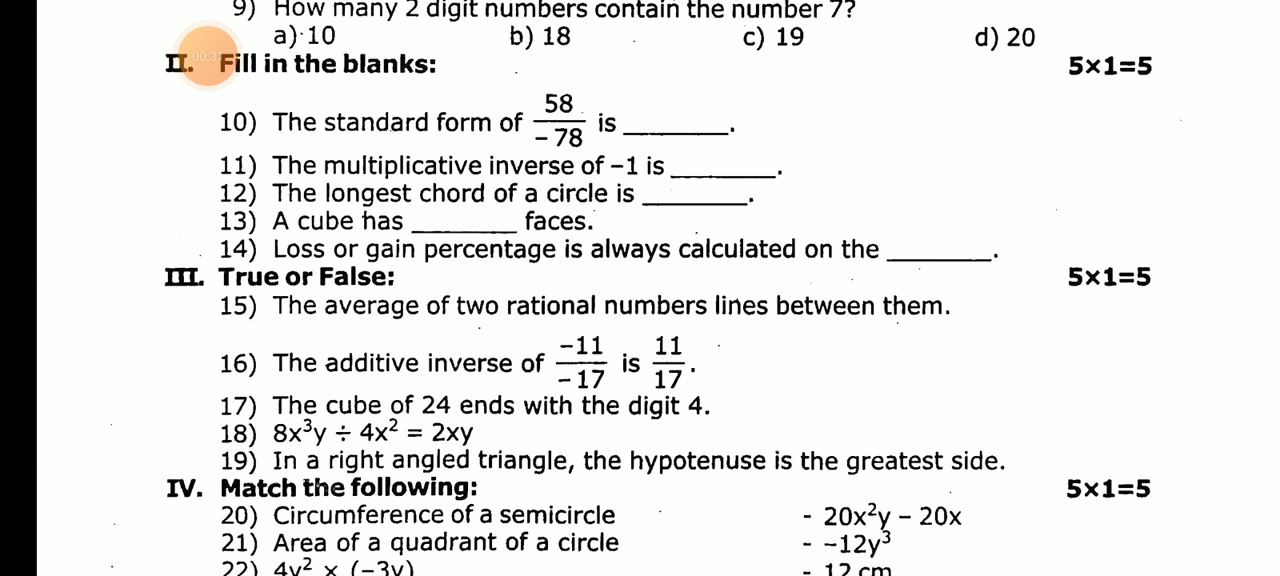 9) How many 2 digit numbers contain the number 7?
a) 10 b) 18 c) 19 d) 20
II. Fill in the blanks: 5×1=5
10) The standard form of 58/-78 is ________.
11) The multiplicative inverse of -1 is ________.
12) The longest chord of a circle is ________.
13) A cube has ________ faces.
14) Loss or gain percentage is always calculated on the ________.
III. True or False: 5×1=5
15) The average of two rational numbers lines between them.
16) The additive inverse of -11/-17 is 11/17.
17) The cube of 24 ends with the digit 4.
18) 8x³y ÷ 4x² = 2xy
19) In a right angled triangle, the hypotenuse is the greatest side.
IV. Match the following: 5×1=5
20) Circumference of a semicircle - 20x²y – 20x
21) Area of a quadrant of a circle - -12y³
22) 4y² × (-3y) - 12 cm